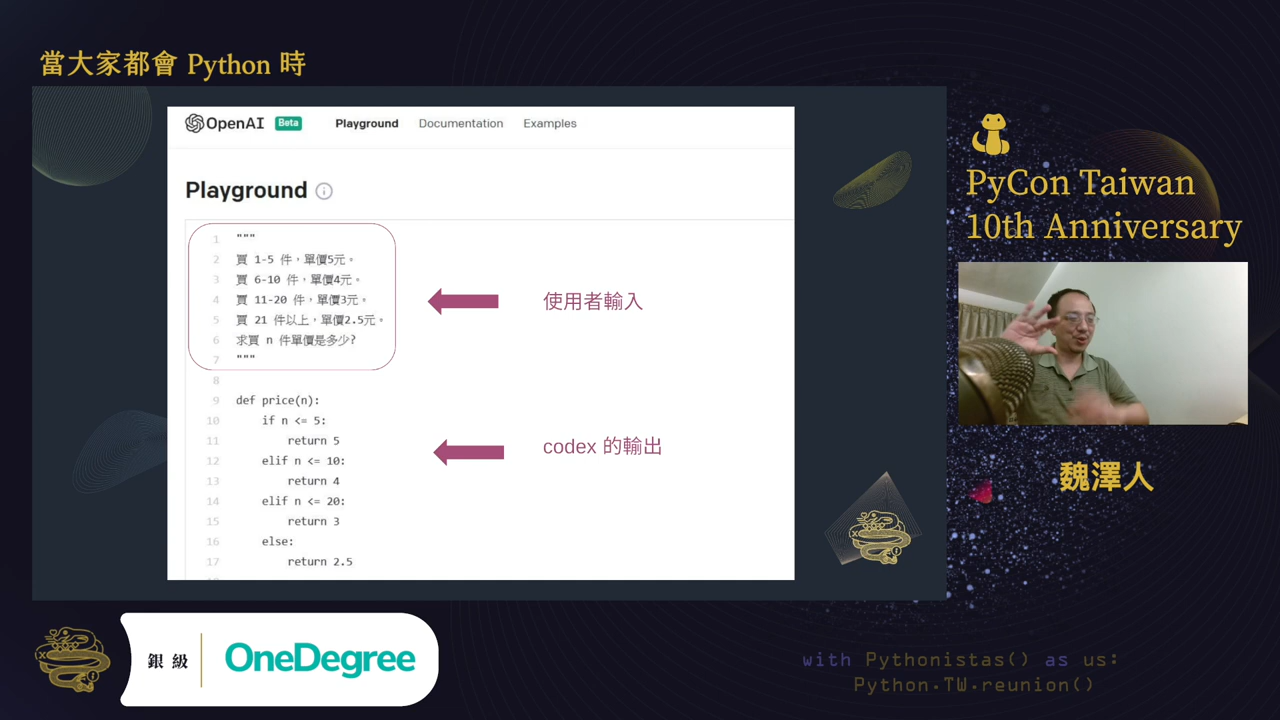 當大家都會 Python 時
OpenAI Beta Playground Documentation Examples
Playground
1 """
2 買 1-5 件，單價5元。
3 買 6-10 件，單價4元。
4 買 11-20 件，單價3元。
5 買 21 件以上，單價2.5元。
6 求買 n 件單價是多少?
7 """
8
9 def price(n):
10 if n <= 5:
11 return 5
12 elif n <= 10:
13 return 4
14 elif n <= 20:
15 return 3
16 else:
17 return 2.5
使用者輸入
codex 的輸出
PyCon Taiwan
10th Anniversary
魏澤人
銀級 OneDegree
with Pythonistas() as us:
Python.TW.reunion()